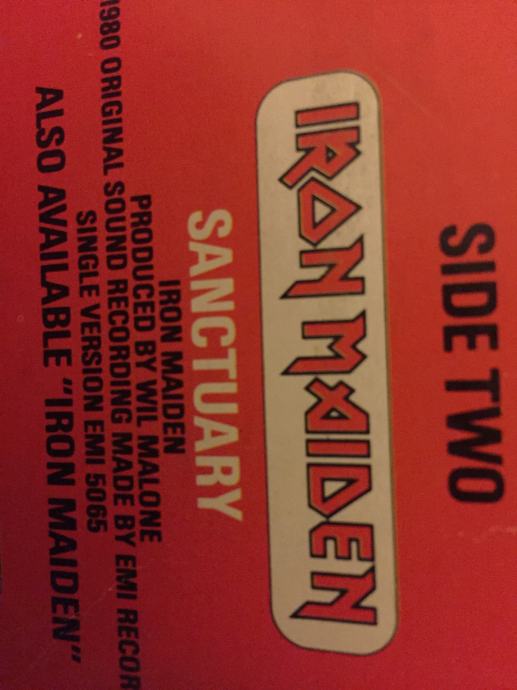 SIDE TWO
IRON MAIDEN
SANCTUARY
IRON MAIDEN
PRODUCED BY WIL MALONE
1980 ORIGINAL SOUND RECORDING MADE BY EMI RECOR
SINGLE VERSION EMI 5065
ALSO AVAILABLE "IRON MAIDEN"